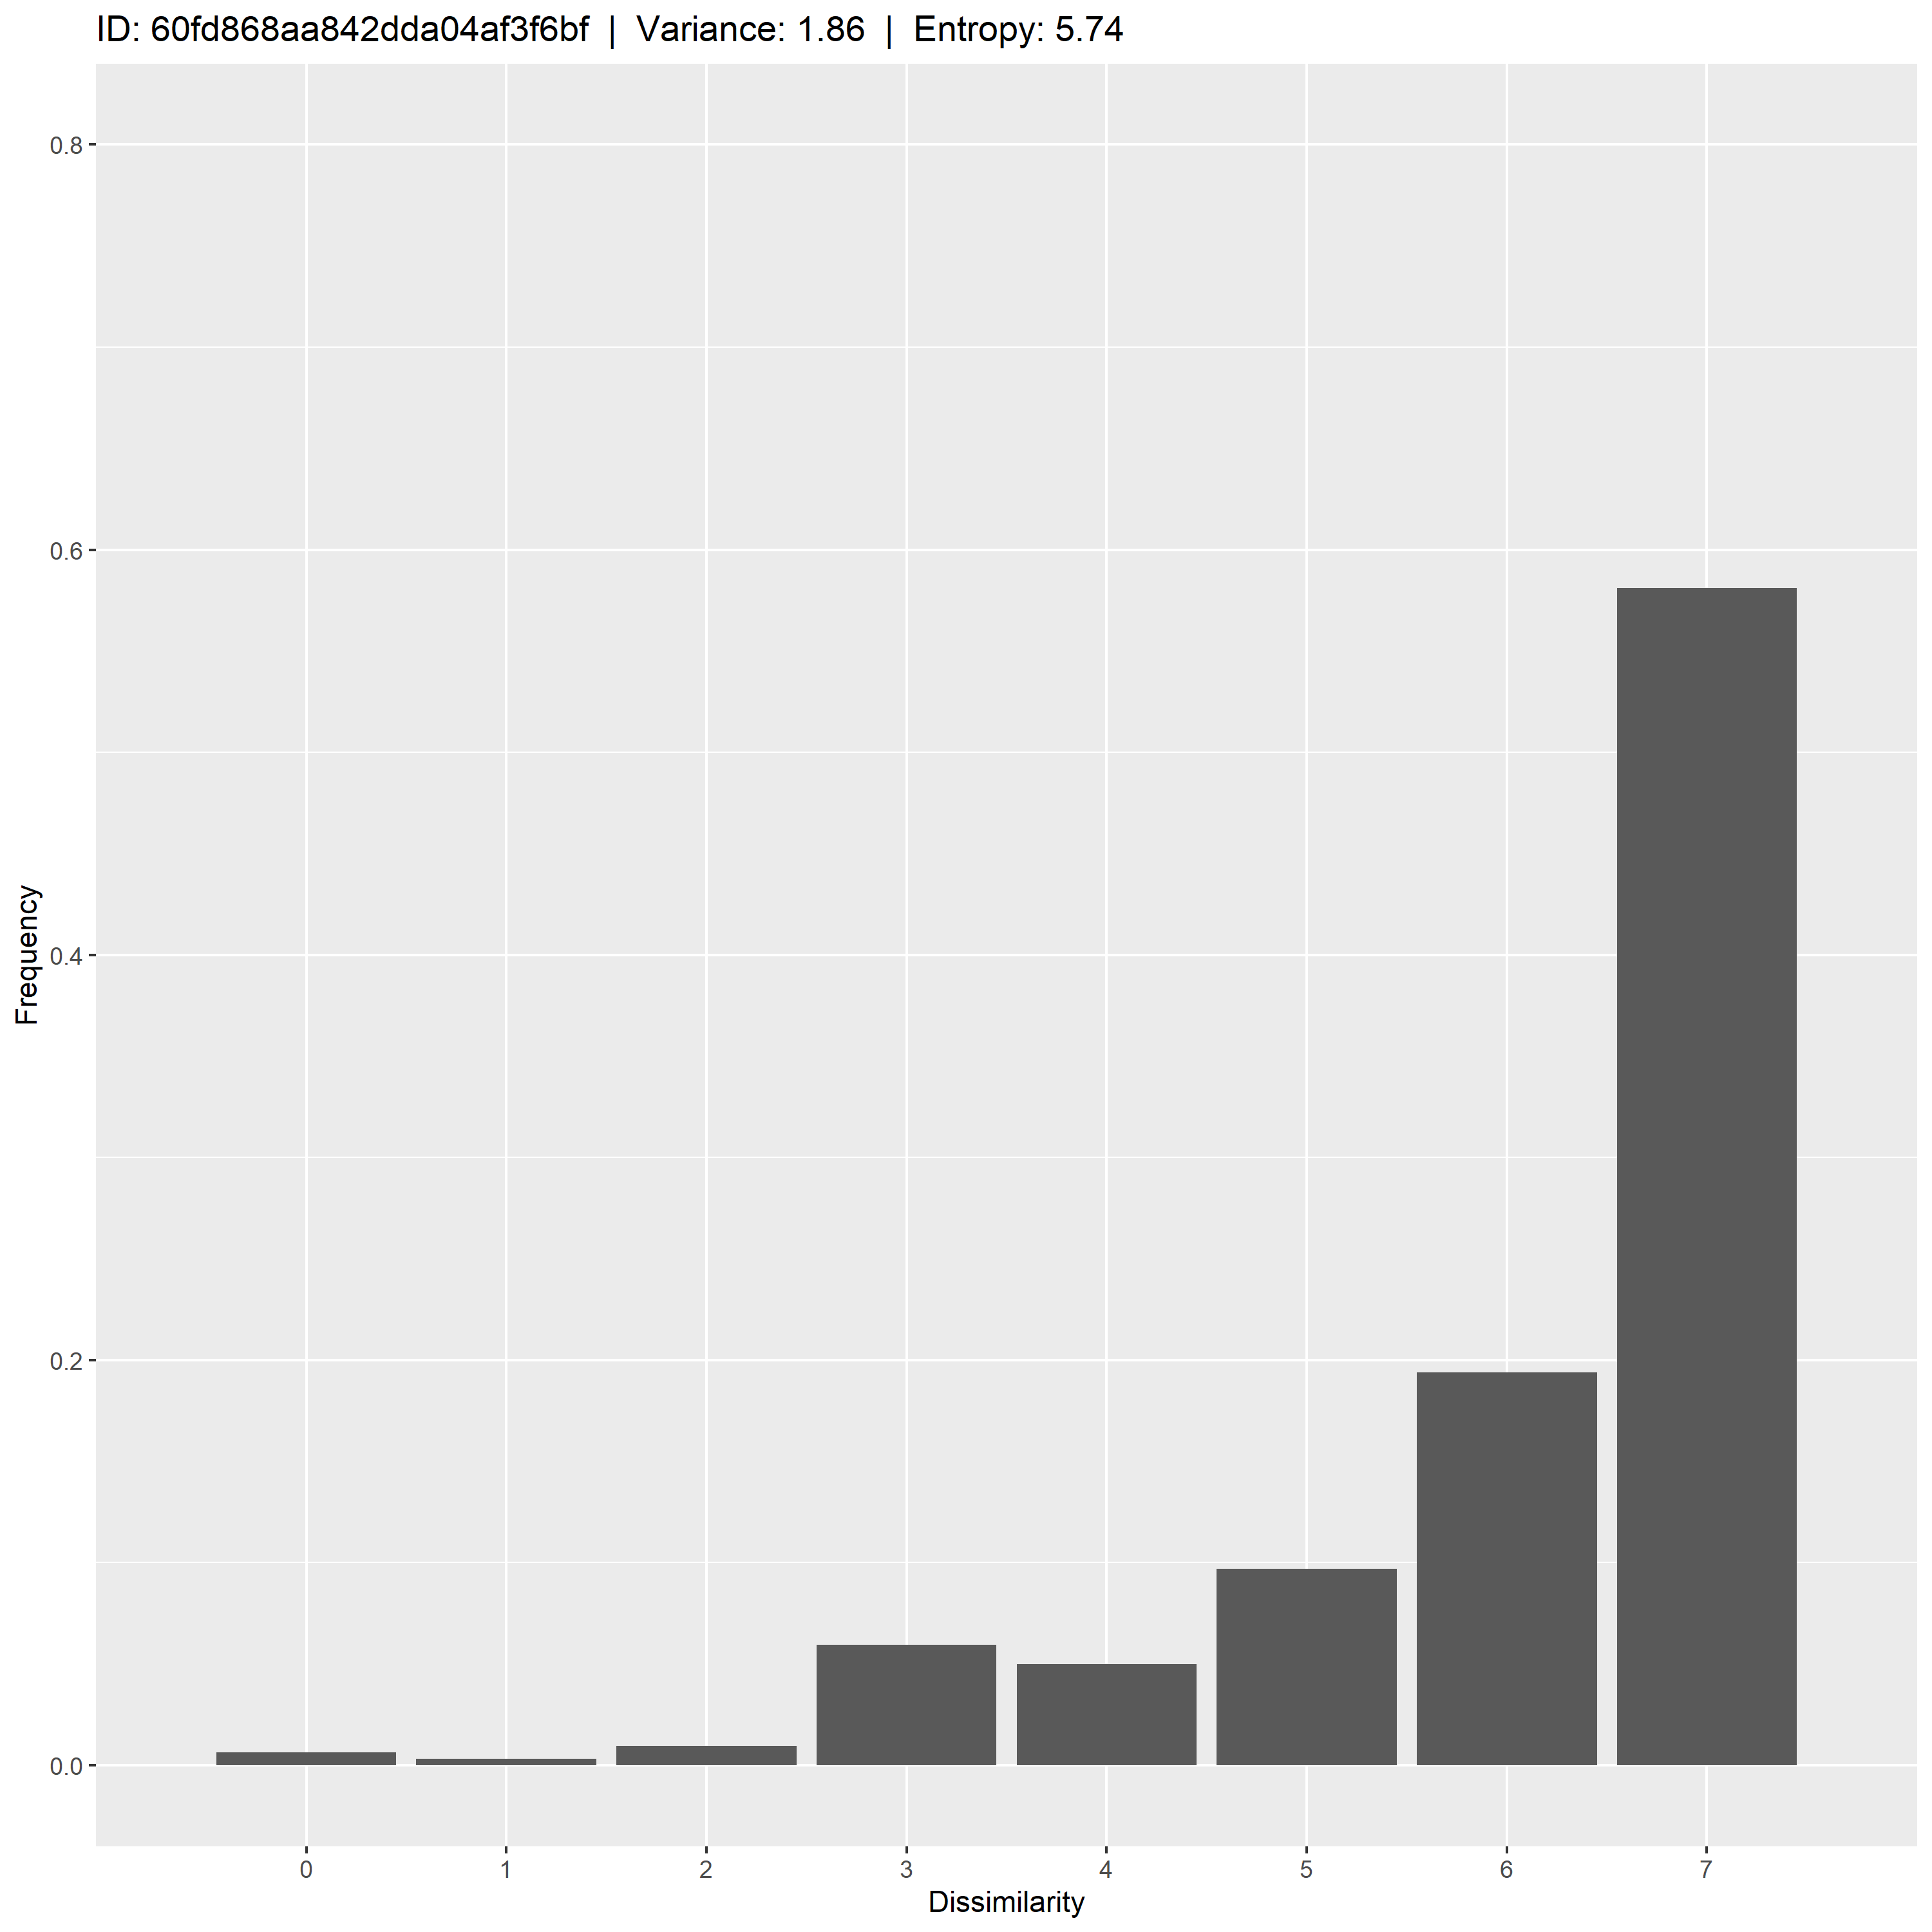 ID: 60fd868aa842dda04af3f6bf | Variance: 1.86 | Entropy: 5.74
0.8
0.6
0.4
0.2
0.0
Frequency
0 1 2 3 4 5 6 7
Dissimilarity